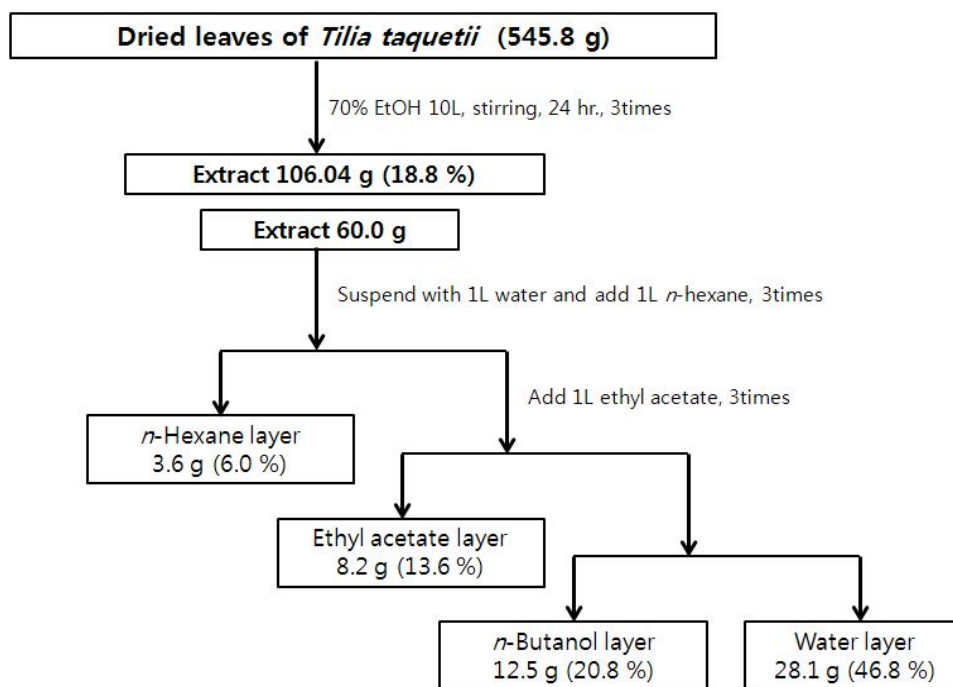 Dried leaves of Tilia taquetii (545.8 g)
70% EtOH 10L, stirring, 24 hr., 3times
Extract 106.04 g (18.8 %)
Extract 60.0 g
Suspend with 1L water and add 1L n-hexane, 3times
Add 1L ethyl acetate, 3times
n-Hexane layer
3.6 g (6.0 %)
Ethyl acetate layer
8.2 g (13.6 %)
n-Butanol layer
12.5 g (20.8 %)
Water layer
28.1 g (46.8 %)